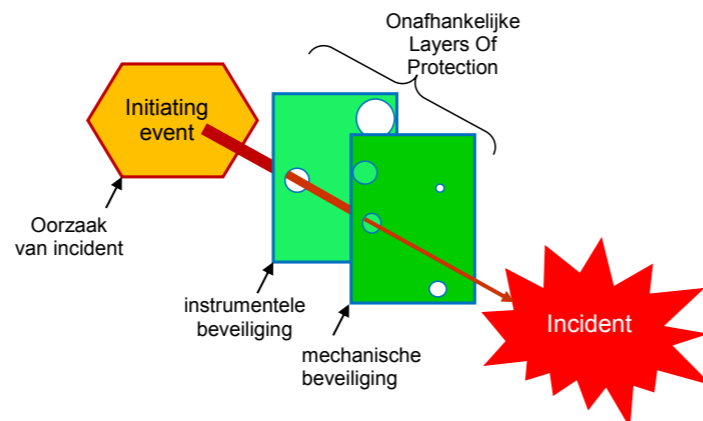 Onafhankelijke
Layers Of
Protection
Initiating
event
Oorzaak
van incident
instrumentele
beveiliging
mechanische
beveiliging
Incident